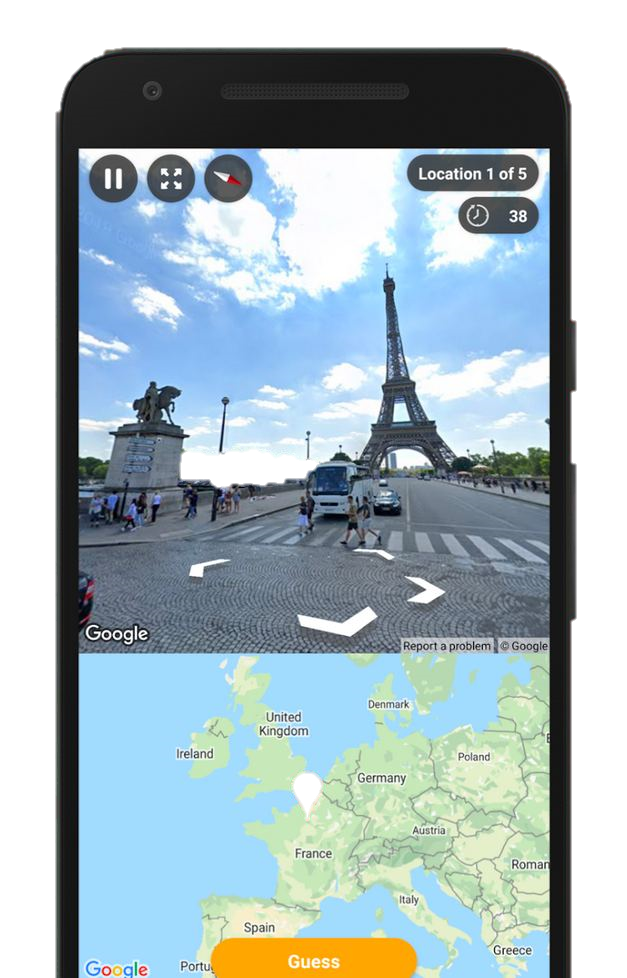 Location 1 of 5
38
Google
Report a problem © Google
Denmark
United
Kingdom
Ireland
Poland
Germany
Austria
France
Roman
Italy
Spain
Greece
Portug
Guess
Google